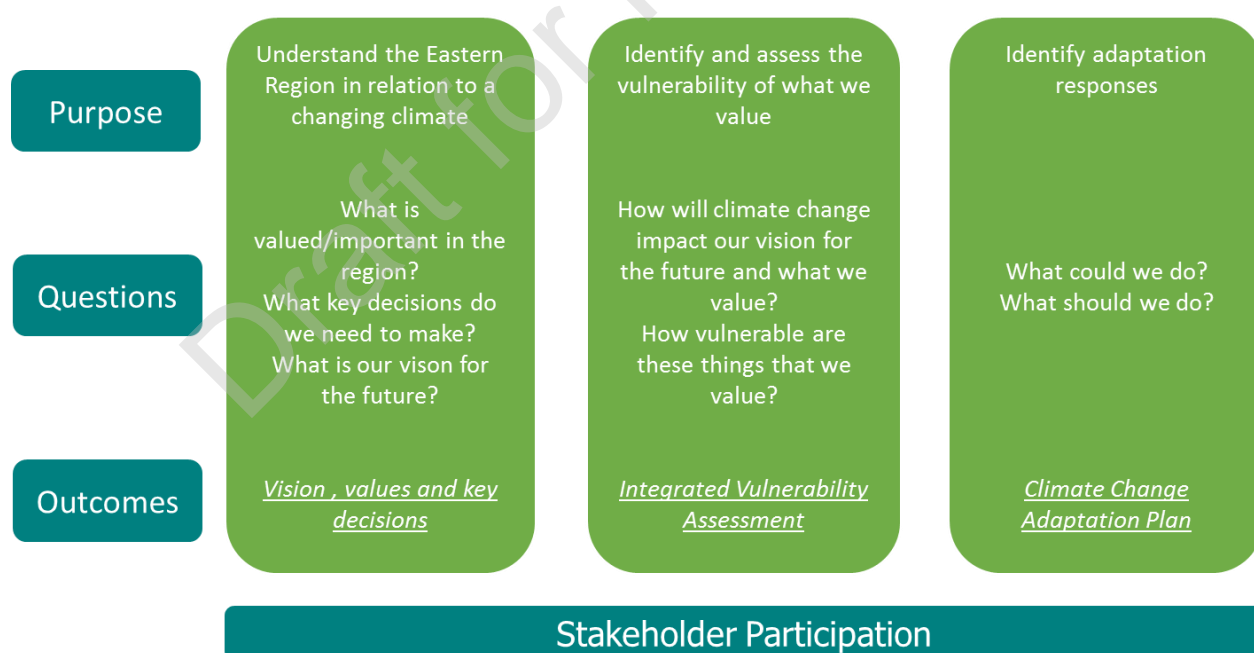 Purpose
Understand the Eastern
Region in relation to a
changing climate
Identify and assess the
vulnerability of what we
value
Identify adaptation
responses
Questions
What is
valued/important in the
region?
What key decisions do
we need to make?
What is our vison for
the future?
How will climate change
impact our vision for
the future and what we
value?
How vulnerable are
these things that we
value?
What could we do?
What should we do?
Outcomes
Vision , values and key
decisions
Integrated Vulnerability
Assessment
Climate Change
Adaptation Plan
Stakeholder Participation
Draft for